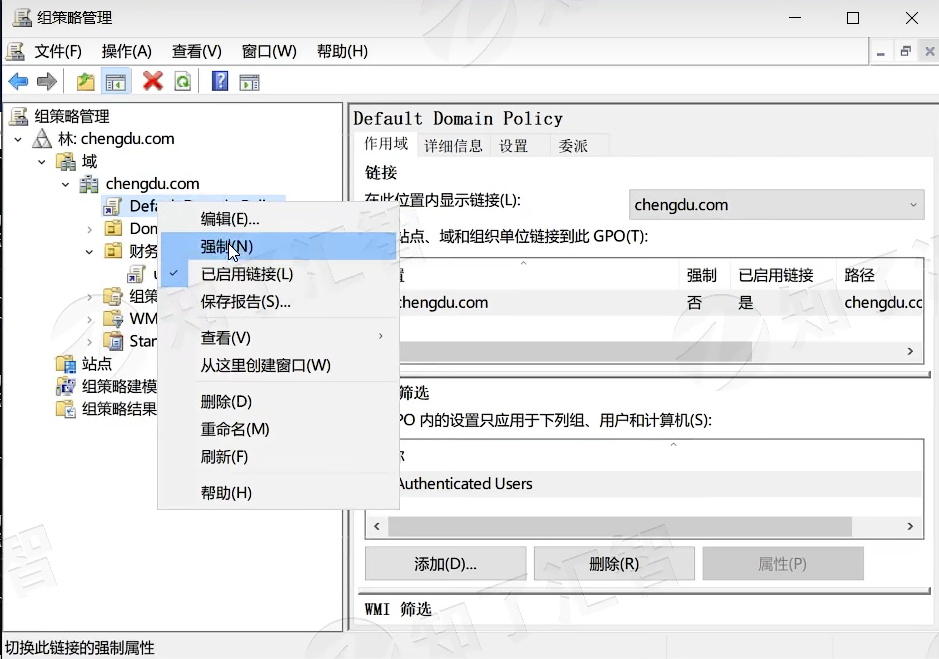 组策略管理
文件(F) 操作(A) 查看(V) 窗口(W) 帮助(H)
组策略管理
林: chengdu.com
域
chengdu.com
Dom
财务
组策
WM
Star
站点
组策略建模
组策略结果
编辑(E)...
强制(N)
已启用链接(L)
保存报告(S)...
查看(V)
从这里创建窗口(W)
删除(D)
重命名(M)
刷新(F)
帮助(H)
Default Domain Policy
作用域 详细信息 设置 委派
链接
在此位置内显示链接(L):
chengdu.com
站点、域和组织单位链接到此 GPO(T):
强制 已启用链接 路径
chengdu.com 否 是 chengdu.cc
筛选
PO 内的设置只应用于下列组、用户和计算机(S):
Authenticated Users
添加(D)... 删除(R) 属性(P)
WMI 筛选
切换此链接的强制属性
知了汇智